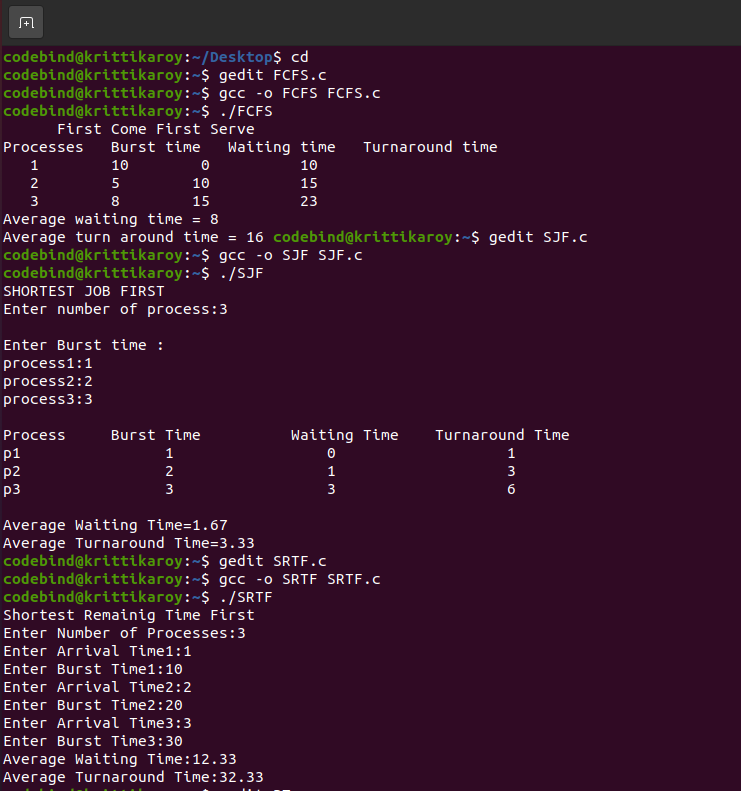 codebind@krittikaroy:~/Desktop$ cd
codebind@krittikaroy:~$ gedit FCFS.c
codebind@krittikaroy:~$ gcc -o FCFS FCFS.c
codebind@krittikaroy:~$ ./FCFS
First Come First Serve
Processes Burst time Waiting time Turnaround time
1 10 0 10
2 5 10 15
3 8 15 23
Average waiting time = 8
Average turn around time = 16 codebind@krittikaroy:~$ gedit SJF.c
codebind@krittikaroy:~$ gcc -o SJF SJF.c
codebind@krittikaroy:~$ ./SJF
SHORTEST JOB FIRST
Enter number of process:3
Enter Burst time :
process1:1
process2:2
process3:3
Process Burst Time Waiting Time Turnaround Time
p1 1 0 1
p2 2 1 3
p3 3 3 6
Average Waiting Time=1.67
Average Turnaround Time=3.33
codebind@krittikaroy:~$ gedit SRTF.c
codebind@krittikaroy:~$ gcc -o SRTF SRTF.c
codebind@krittikaroy:~$ ./SRTF
Shortest Remainig Time First
Enter Number of Processes:3
Enter Arrival Time1:1
Enter Burst Time1:10
Enter Arrival Time2:2
Enter Burst Time2:20
Enter Arrival Time3:3
Enter Burst Time3:30
Average Waiting Time:12.33
Average Turnaround Time:32.33